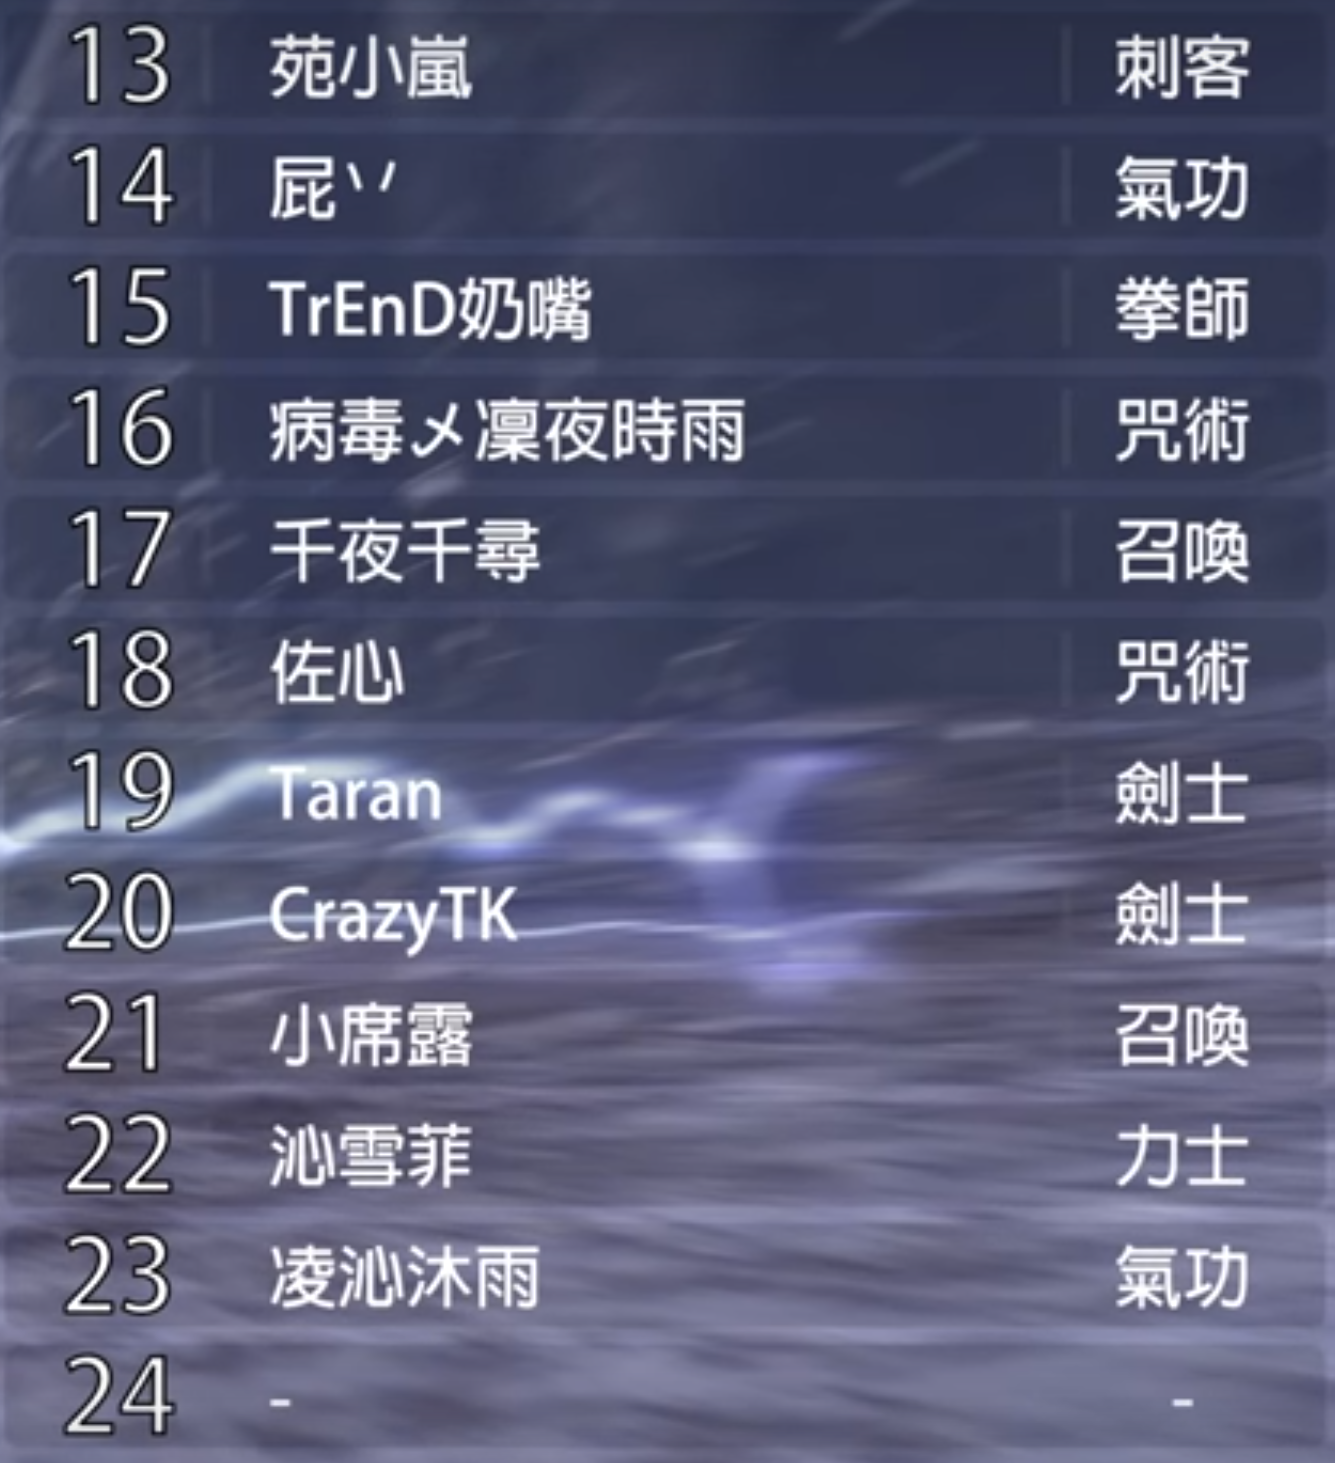 13 苑小嵐 刺客
14 屁ヽ′ 氣功
15 TrEnD奶嘴 拳師
16 病毒メ凜夜時雨 咒術
17 千夜千尋 召喚
18 佐心 咒術
19 Taran 劍士
20 CrazyTK 劍士
21 小席露 召喚
22 沁雪菲 力士
23 凌沁沐雨 氣功
24 - -